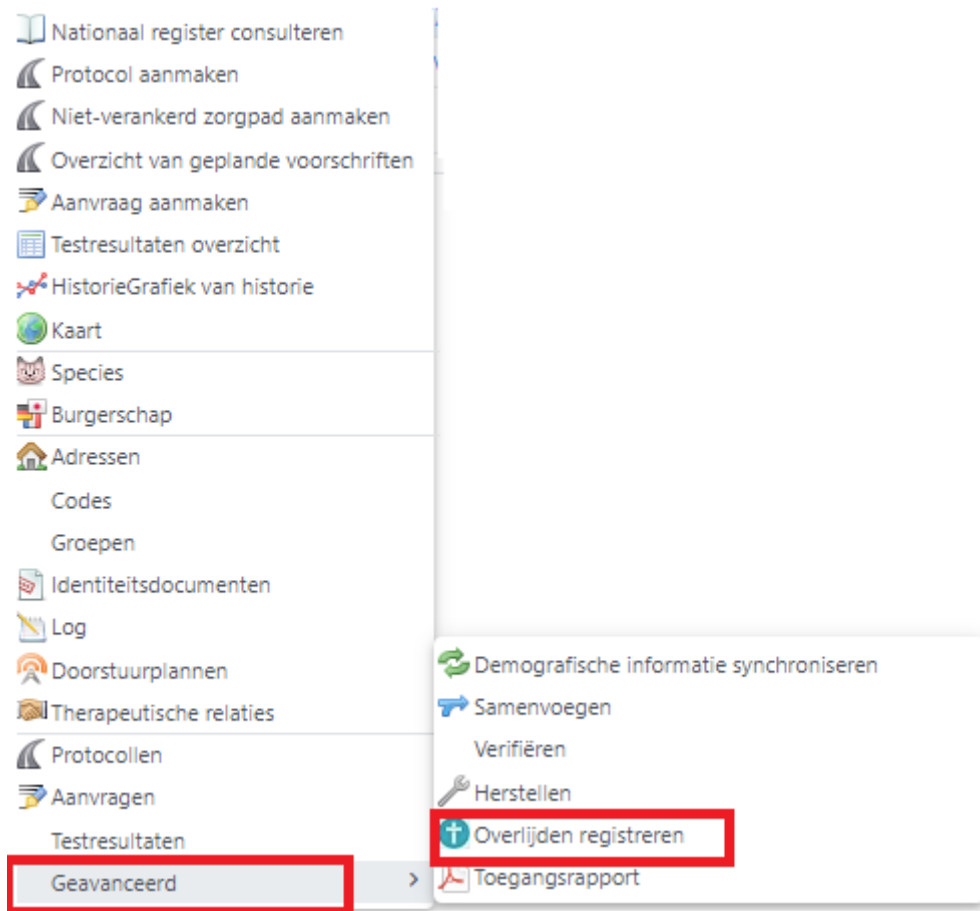 Nationaal register consulteren
Protocol aanmaken
Niet-verankerd zorgpad aanmaken
Overzicht van geplande voorschriften
Aanvraag aanmaken
Testresultaten overzicht
HistorieGrafiek van historie
Kaart
Species
Burgerschap
Adressen
Codes
Groepen
Identiteitsdocumenten
Log
Doorstuurplannen
Therapeutische relaties
Protocollen
Aanvragen
Testresultaten
Geavanceerd
Demografische informatie synchroniseren
Samenvoegen
Verifiëren
Herstellen
Overlijden registreren
Toegangsrapport